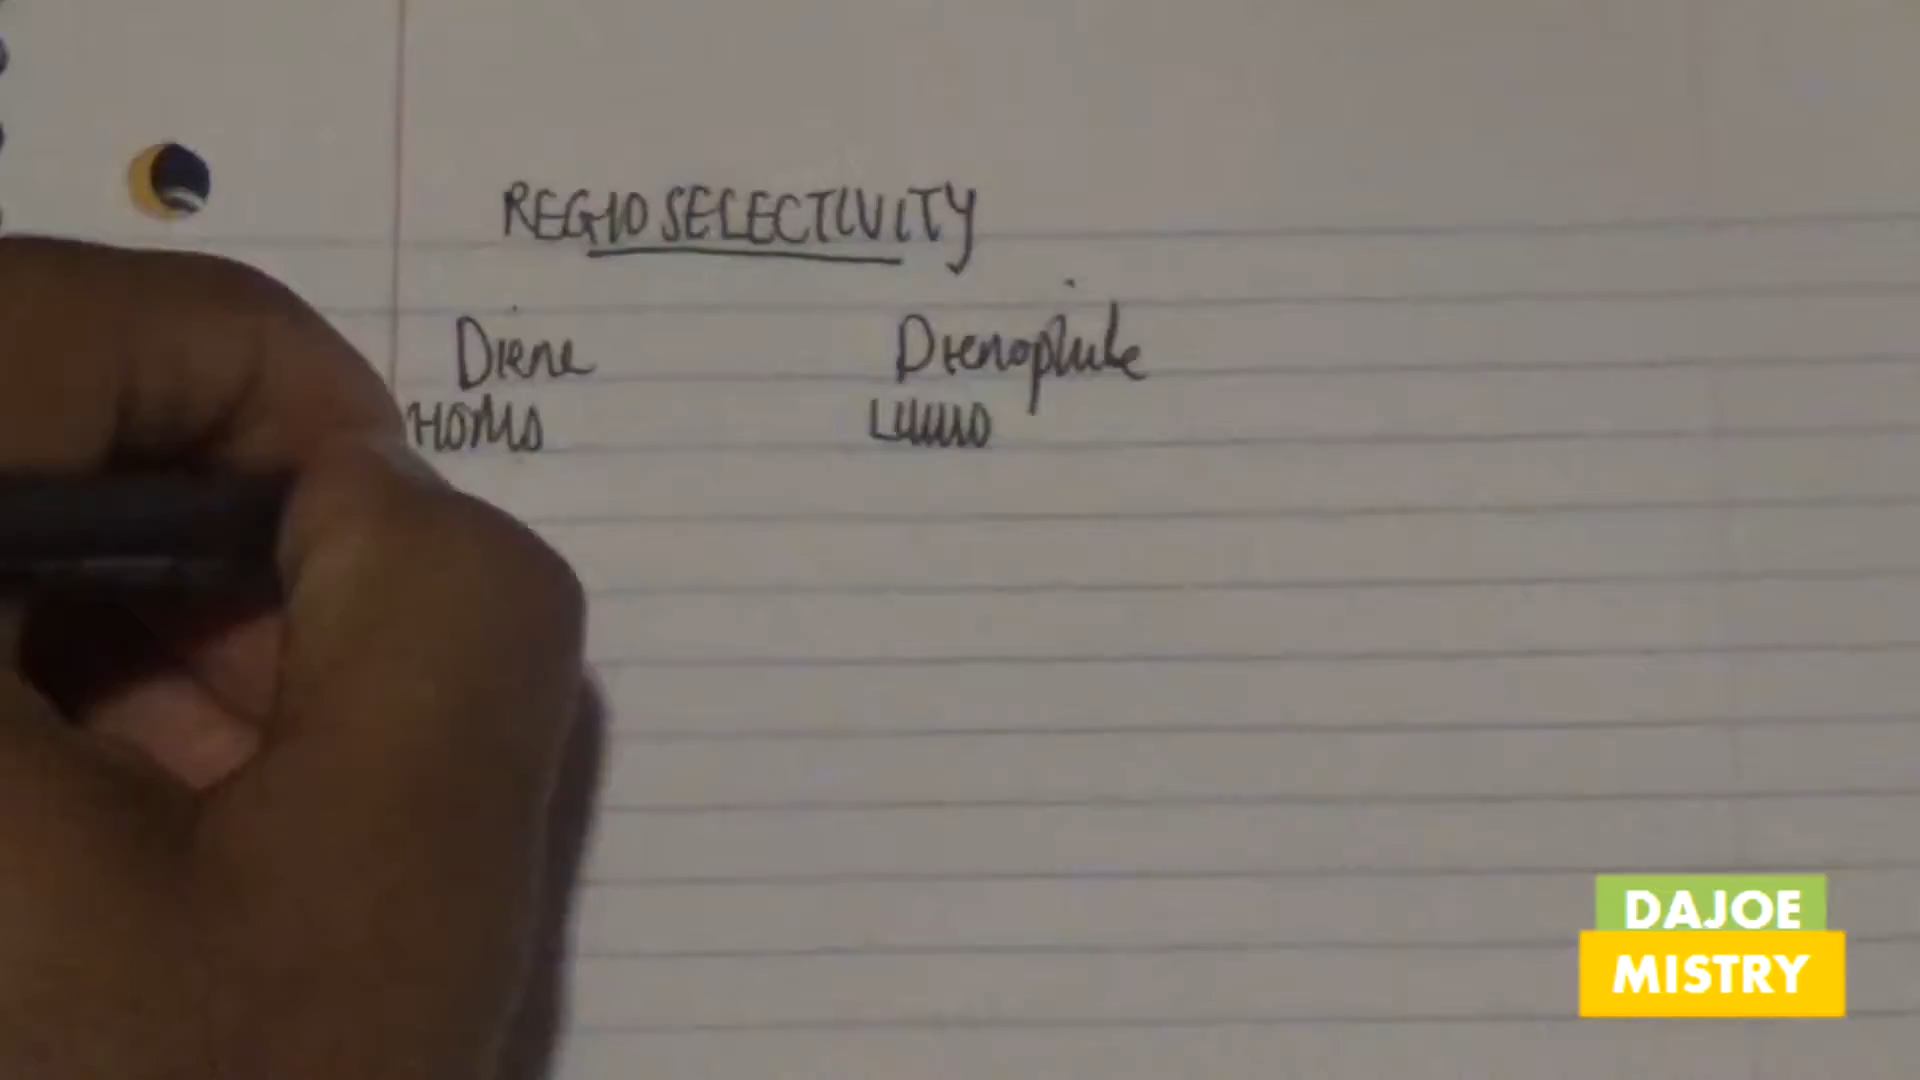 REGIOSELECTIVITY
Diene Dienophile
HOMO LUMO
DAJOE
MISTRY